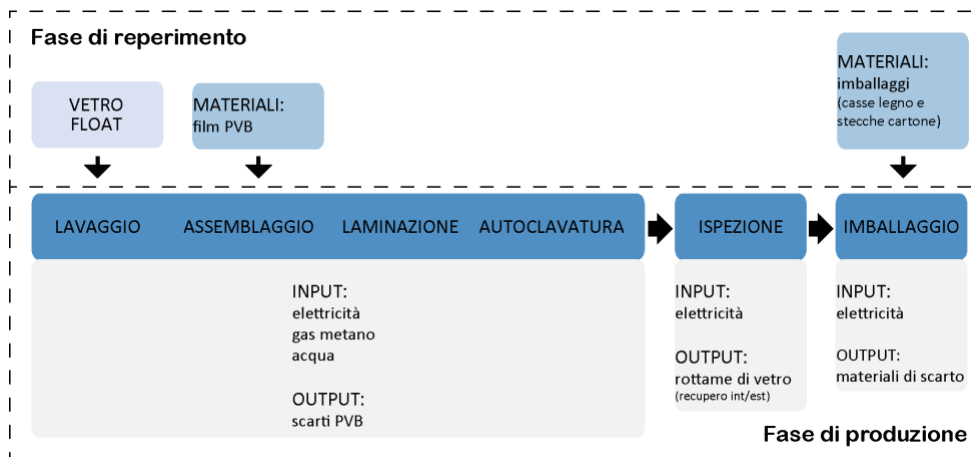 Fase di reperimento
VETRO
FLOAT
MATERIALI:
film PVB
MATERIALI:
imballaggi
(casse legno e
stecche cartone)
LAVAGGIO
ASSEMBLAGGIO
LAMINAZIONE
AUTOCLAVATURA
ISPEZIONE
IMBALLAGGIO
INPUT:
elettricità
gas metano
acqua
OUTPUT:
scarti PVB
INPUT:
elettricità
OUTPUT:
rottame di vetro
(recupero int/est)
INPUT:
elettricità
OUTPUT:
materiali di scarto
Fase di produzione